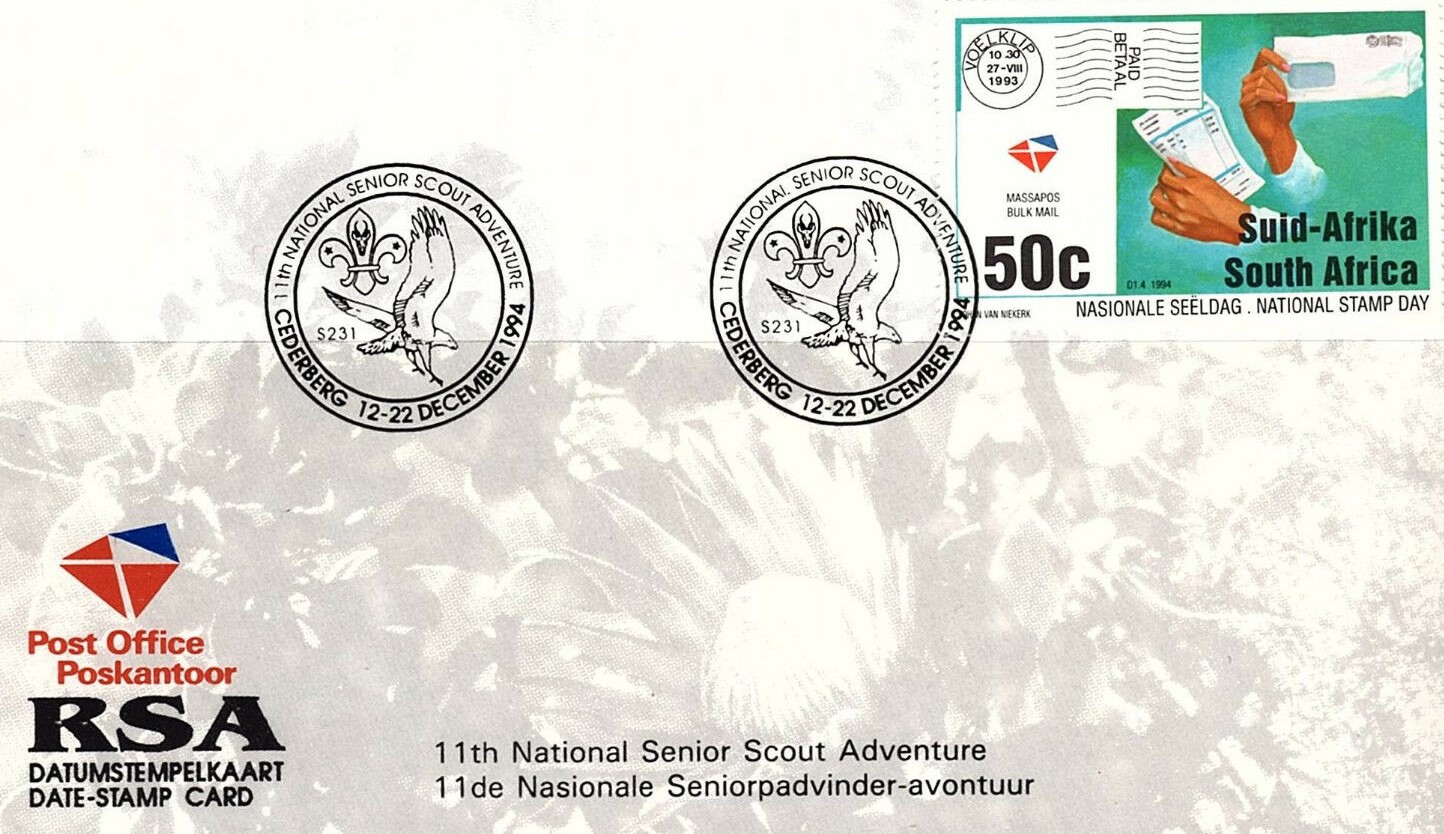 VOËLKLIP
10 30
27-VIII
1993
PAID
BETAAL
MASSAPOS
BULK MAIL
50c
Suid-Afrika
South Africa
D1.4 1994
VAN NIEKERK
NASIONALE SEËLDAG . NATIONAL STAMP DAY
11th NATIONAL SENIOR SCOUT ADVENTURE
S231
CEDERBERG 12-22 DECEMBER 1994
11th NATIONAL SENIOR SCOUT ADVENTURE
S231
CEDERBERG 12-22 DECEMBER 1994
Post Office
Poskantoor
RSA
DATUMSTEMPELKAART
DATE-STAMP CARD
11th National Senior Scout Adventure
11de Nasionale Seniorpadvinder-avontuur